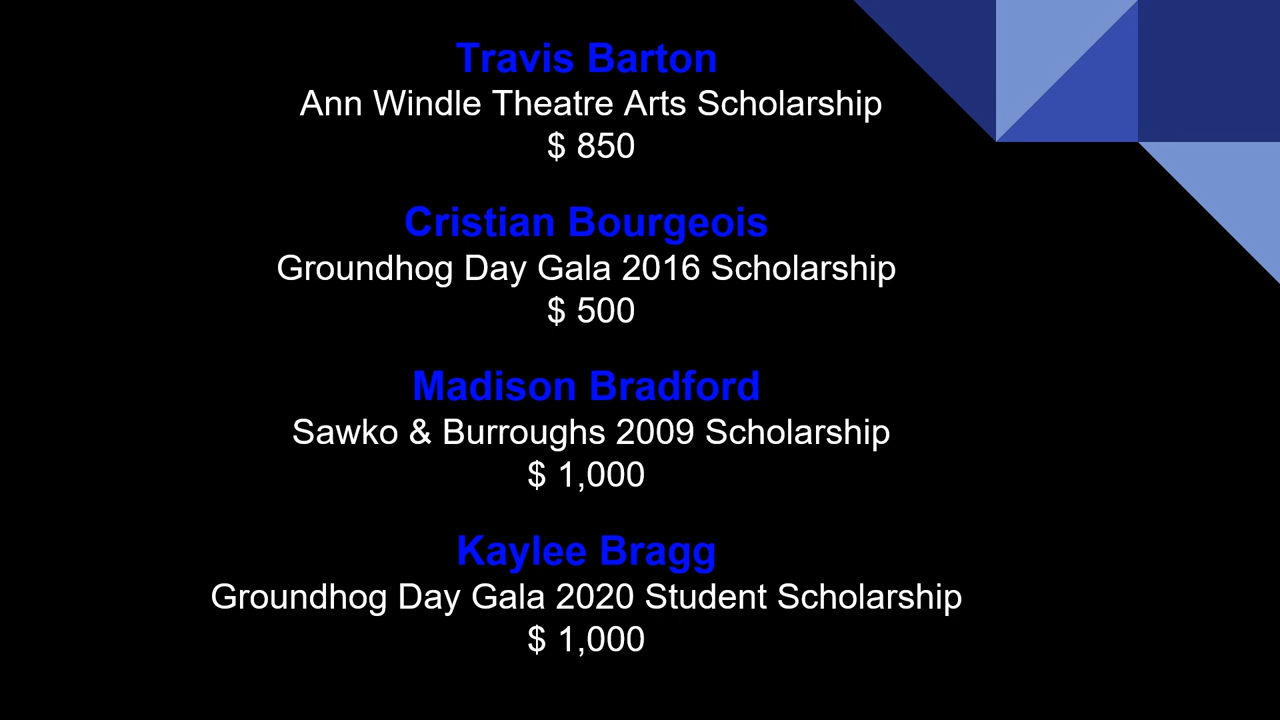 Travis Barton
Ann Windle Theatre Arts Scholarship
$ 850
Cristian Bourgeois
Groundhog Day Gala 2016 Scholarship
$ 500
Madison Bradford
Sawko & Burroughs 2009 Scholarship
$ 1,000
Kaylee Bragg
Groundhog Day Gala 2020 Student Scholarship
$ 1,000